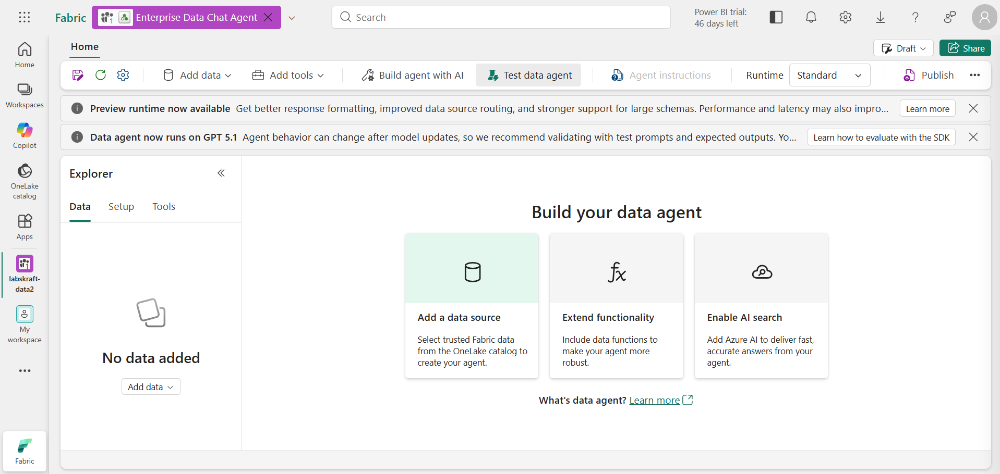 Fabric
Enterprise Data Chat Agent
Search
Power BI trial:
46 days left
Home
Draft
Share
Add data
Add tools
Build agent with AI
Test data agent
Agent instructions
Runtime
Standard
Publish
Preview runtime now available Get better response formatting, improved data source routing, and stronger support for large schemas. Performance and latency may also impro...
Learn more
Data agent now runs on GPT 5.1 Agent behavior can change after model updates, so we recommend validating with test prompts and expected outputs. Yo...
Learn how to evaluate with the SDK
Home
Workspaces
Copilot
OneLake
catalog
Apps
labskraft-
data2
My
workspace
Fabric
Explorer
Data
Setup
Tools
No data added
Add data
Build your data agent
Add a data source
Select trusted Fabric data
from the OneLake catalog to
create your agent.
Extend functionality
Include data functions to
make your agent more
robust.
Enable AI search
Add Azure AI to deliver fast,
accurate answers from your
agent.
What's data agent? Learn more